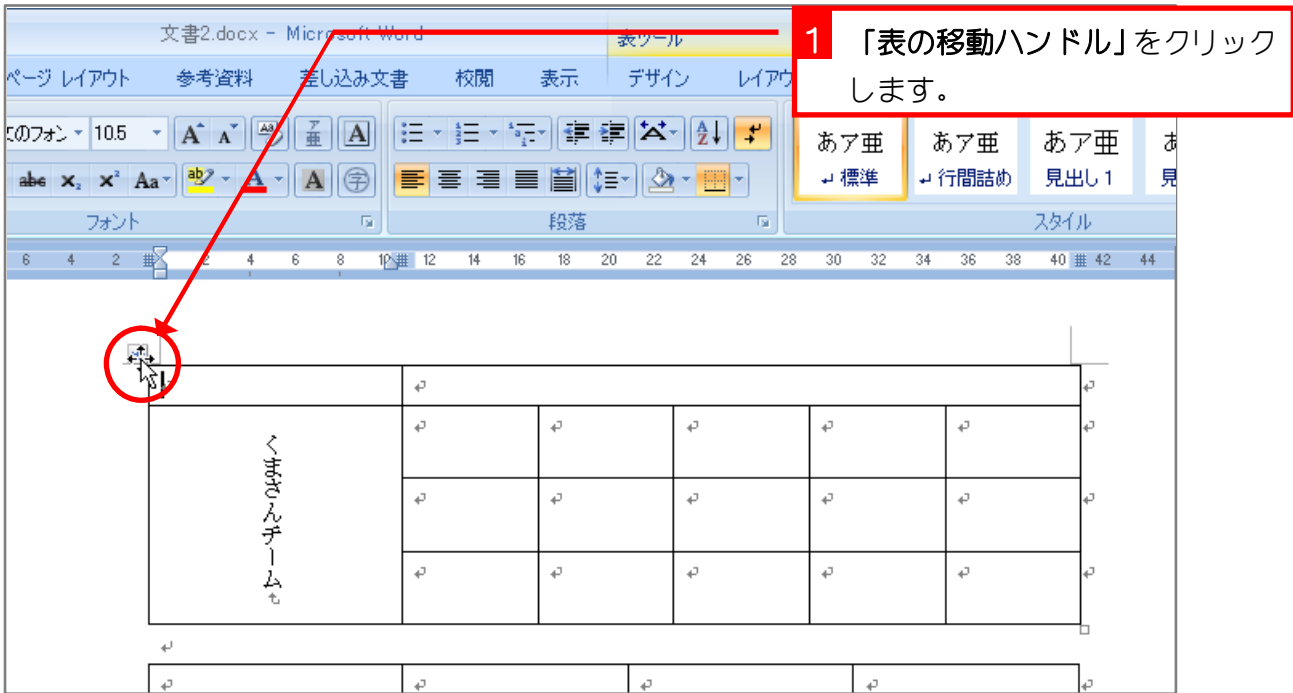 文書2.docx - Microsoft Word
表ツール
1 「表の移動ハンドル」をクリック
します。
ページ レイアウト 参考資料 差し込み文書 校閲 表示 デザイン
10.5
あア亜 あア亜 あア亜
標準 行間詰め 見出し 1
フォント 段落 スタイル
6 4 2 2 4 6 8 10 12 14 16 18 20 22 24 26 28 30 32 34 36 38 40 42 44
くまさんチーム